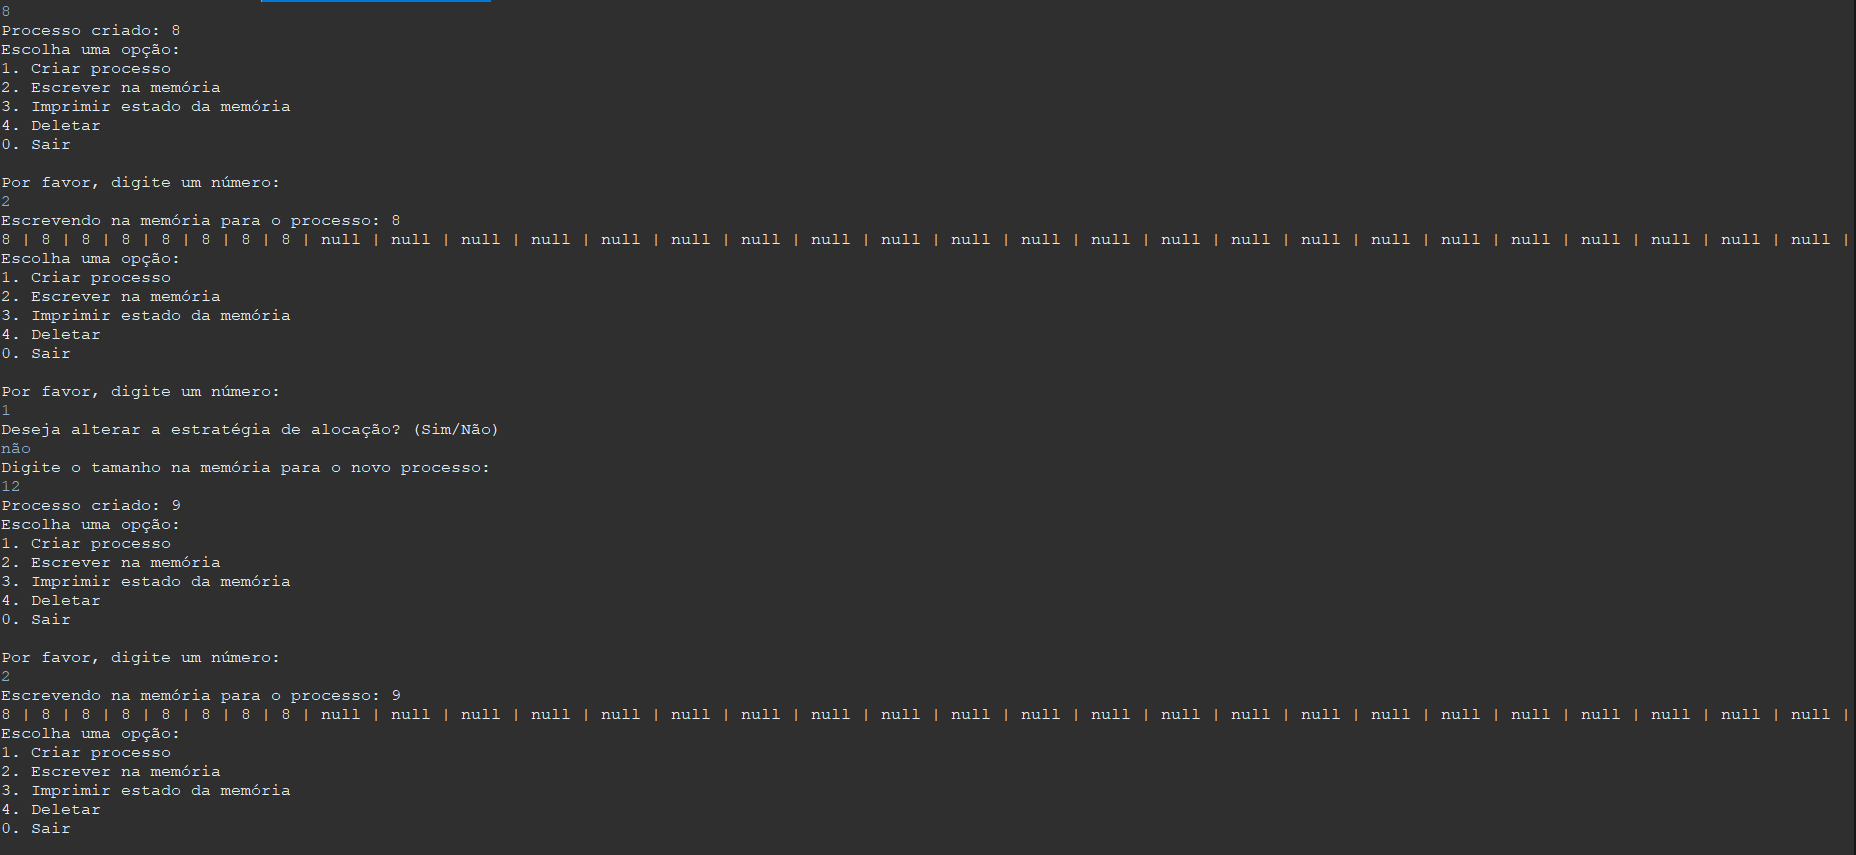 8
Processo criado: 8
Escolha uma opção:
1. Criar processo
2. Escrever na memória
3. Imprimir estado da memória
4. Deletar
0. Sair
Por favor, digite um número:
2
Escrevendo na memória para o processo: 8
8 | 8 | 8 | 8 | 8 | 8 | 8 | 8 | null | null | null | null | null | null | null | null | null | null | null | null | null | null | null | null | null | null | null | null | null | null |
Escolha uma opção:
1. Criar processo
2. Escrever na memória
3. Imprimir estado da memória
4. Deletar
0. Sair
Por favor, digite um número:
1
Deseja alterar a estratégia de alocação? (Sim/Não)
não
Digite o tamanho na memória para o novo processo:
12
Processo criado: 9
Escolha uma opção:
1. Criar processo
2. Escrever na memória
3. Imprimir estado da memória
4. Deletar
0. Sair
Por favor, digite um número:
2
Escrevendo na memória para o processo: 9
8 | 8 | 8 | 8 | 8 | 8 | 8 | 8 | null | null | null | null | null | null | null | null | null | null | null | null | null | null | null | null | null | null | null | null | null | null |
Escolha uma opção:
1. Criar processo
2. Escrever na memória
3. Imprimir estado da memória
4. Deletar
0. Sair